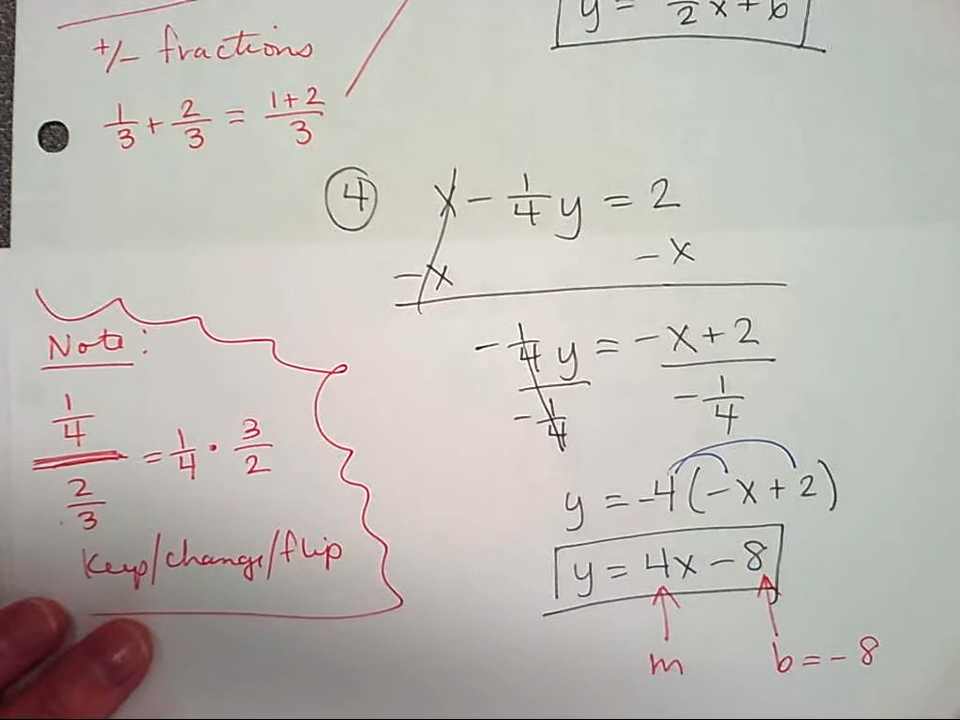 y = 2x + b
+/- fractions
1/3 + 2/3 = (1+2)/3
④ x - 1/4 y = 2
- x - x
- 1/4 y = - x + 2
- 1/4 - 1/4
y = -4(-x + 2)
y = 4x - 8
m b = - 8
Note:
1/4 / 2/3 = 1/4 · 3/2
Keep/change/flip